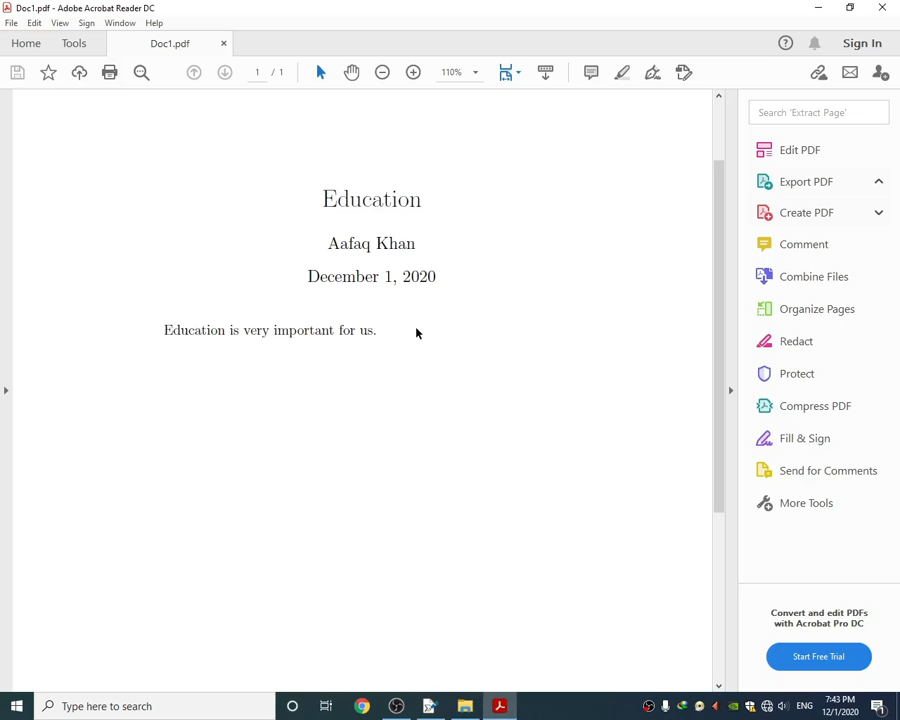 Doc1.pdf - Adobe Acrobat Reader DC
File Edit View Sign Window Help
Home Tools Doc1.pdf × Sign In
1 / 1 110%
Search 'Extract Page'
Education
Aafaq Khan
December 1, 2020
Education is very important for us.
Edit PDF
Export PDF
Create PDF
Comment
Combine Files
Organize Pages
Redact
Protect
Compress PDF
Fill & Sign
Send for Comments
More Tools
Convert and edit PDFs
with Acrobat Pro DC
Start Free Trial
Type here to search
ENG
7:43 PM
12/1/2020
1